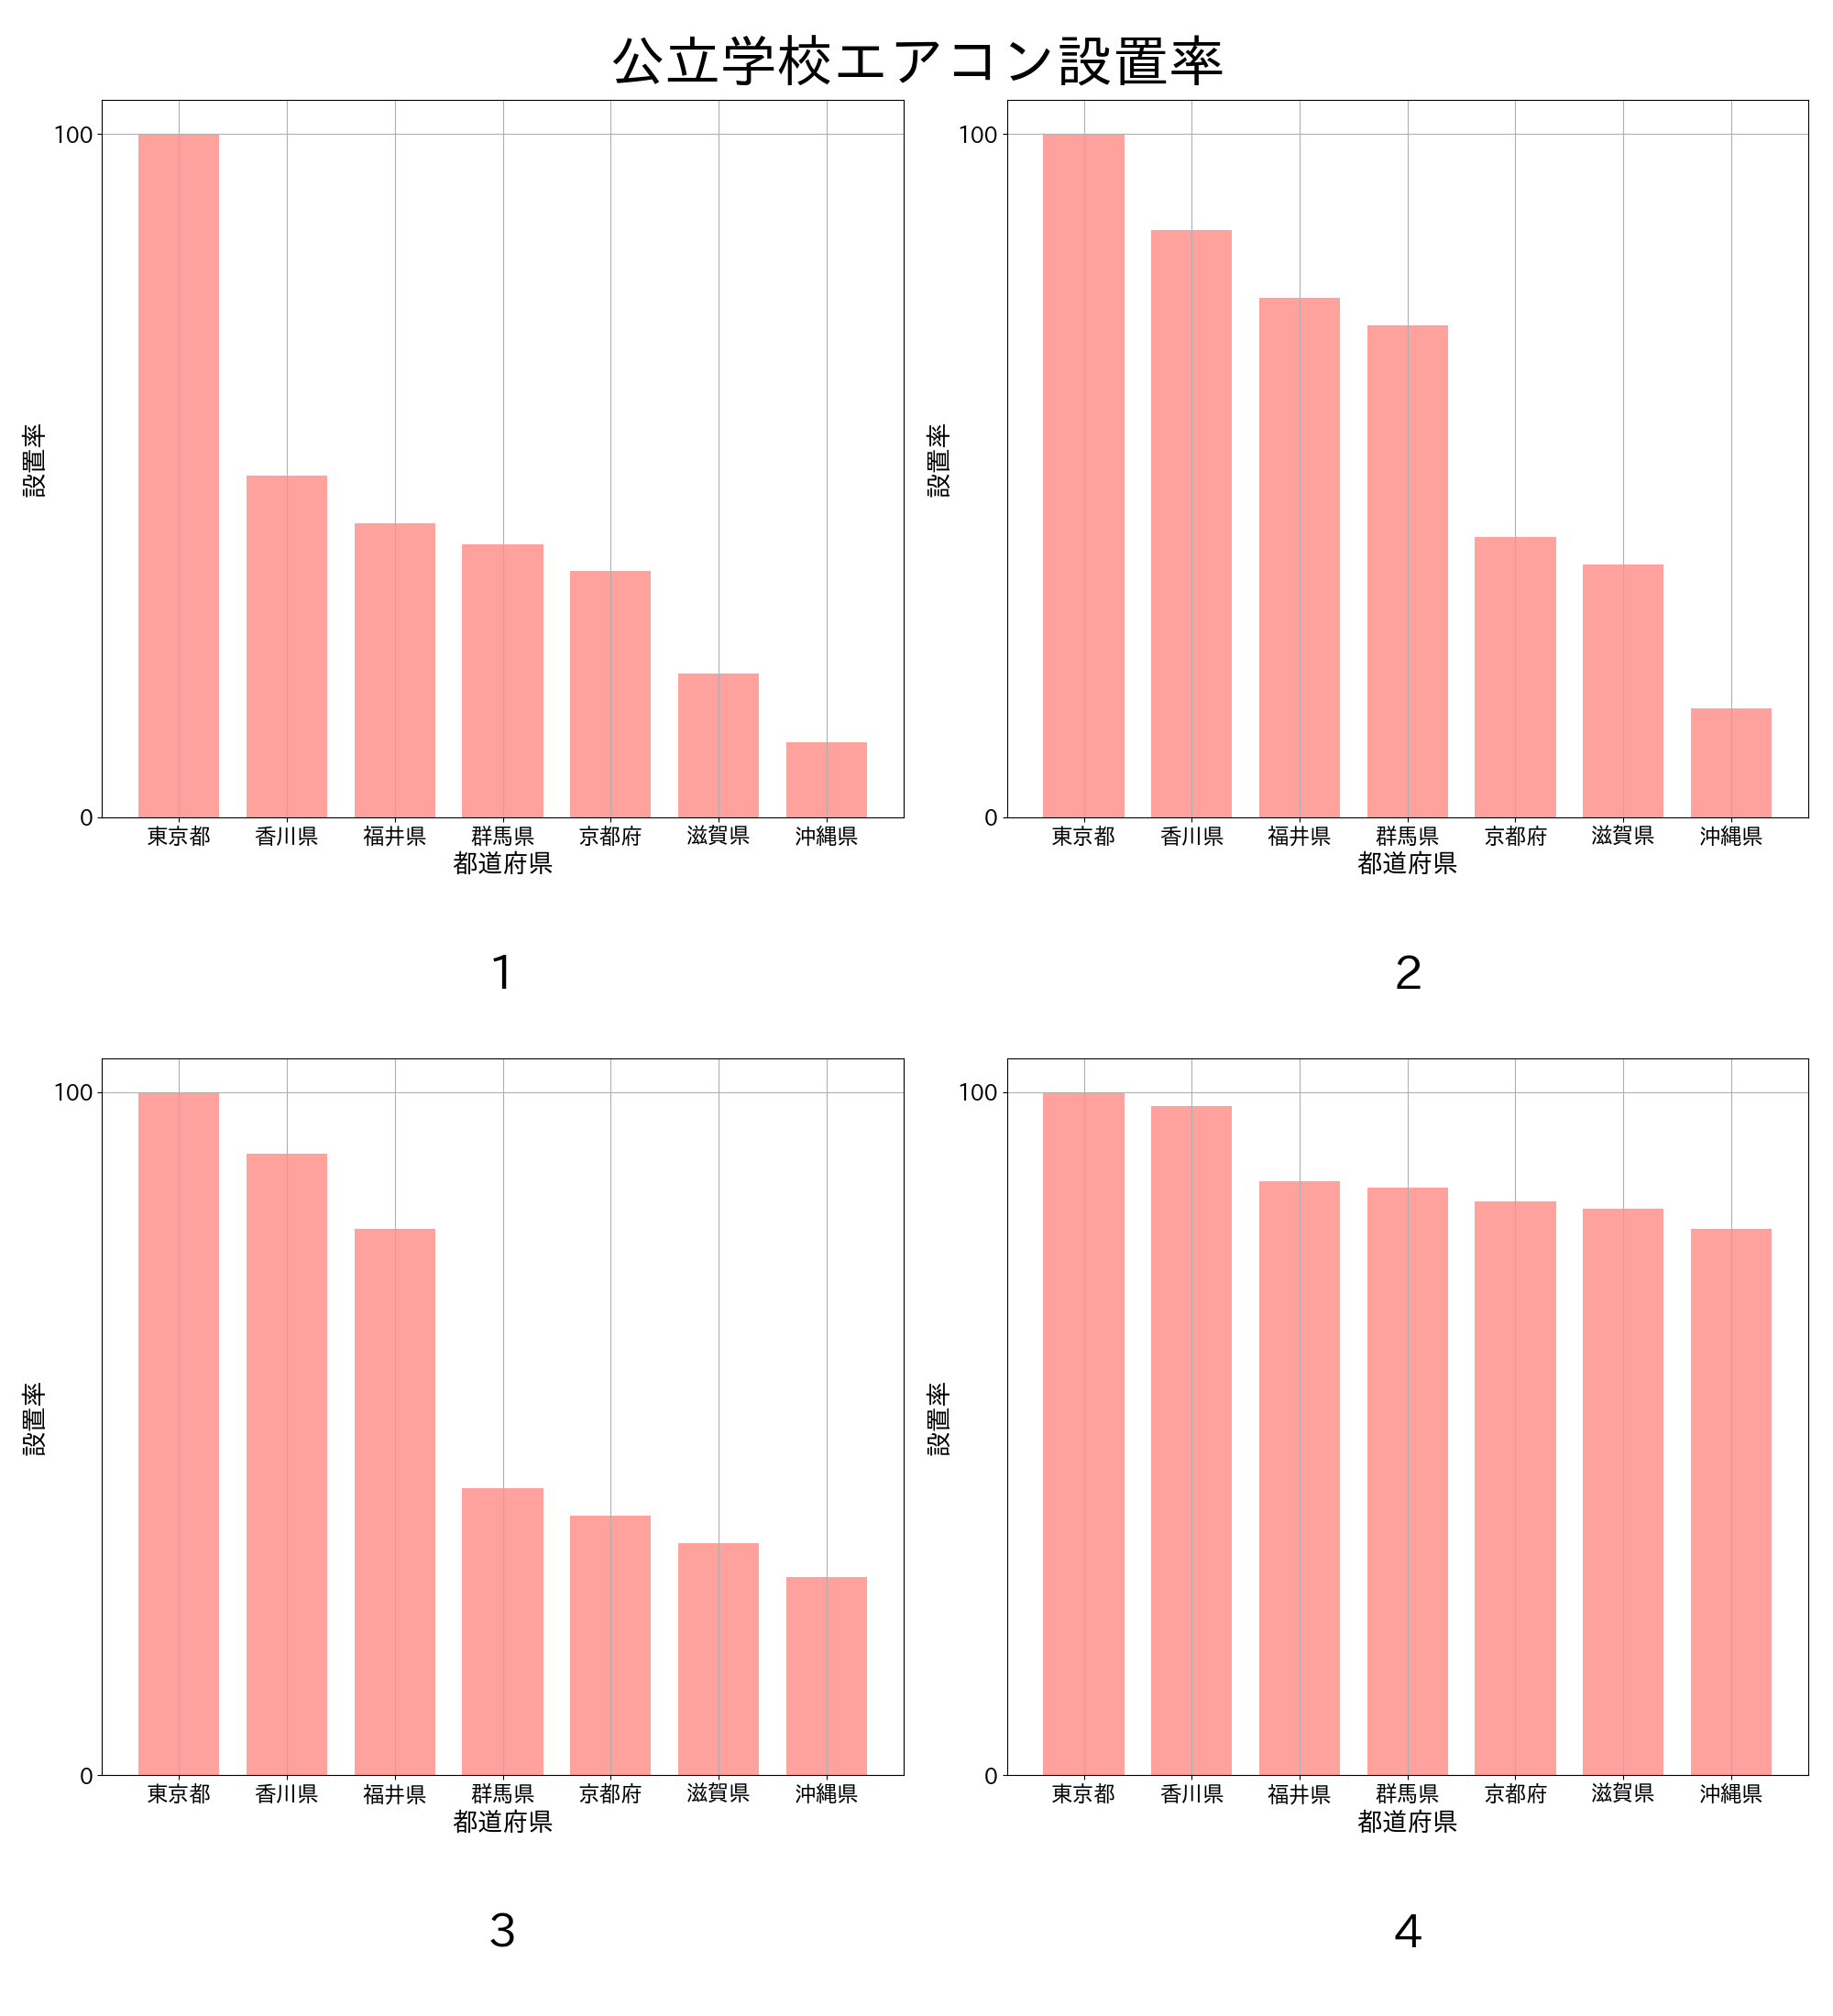 公立学校エアコン設置率
100
0
設置率
東京都 香川県 福井県 群馬県 京都府 滋賀県 沖縄県
都道府県
1
100
0
設置率
東京都 香川県 福井県 群馬県 京都府 滋賀県 沖縄県
都道府県
2
100
0
設置率
東京都 香川県 福井県 群馬県 京都府 滋賀県 沖縄県
都道府県
3
100
0
設置率
東京都 香川県 福井県 群馬県 京都府 滋賀県 沖縄県
都道府県
4